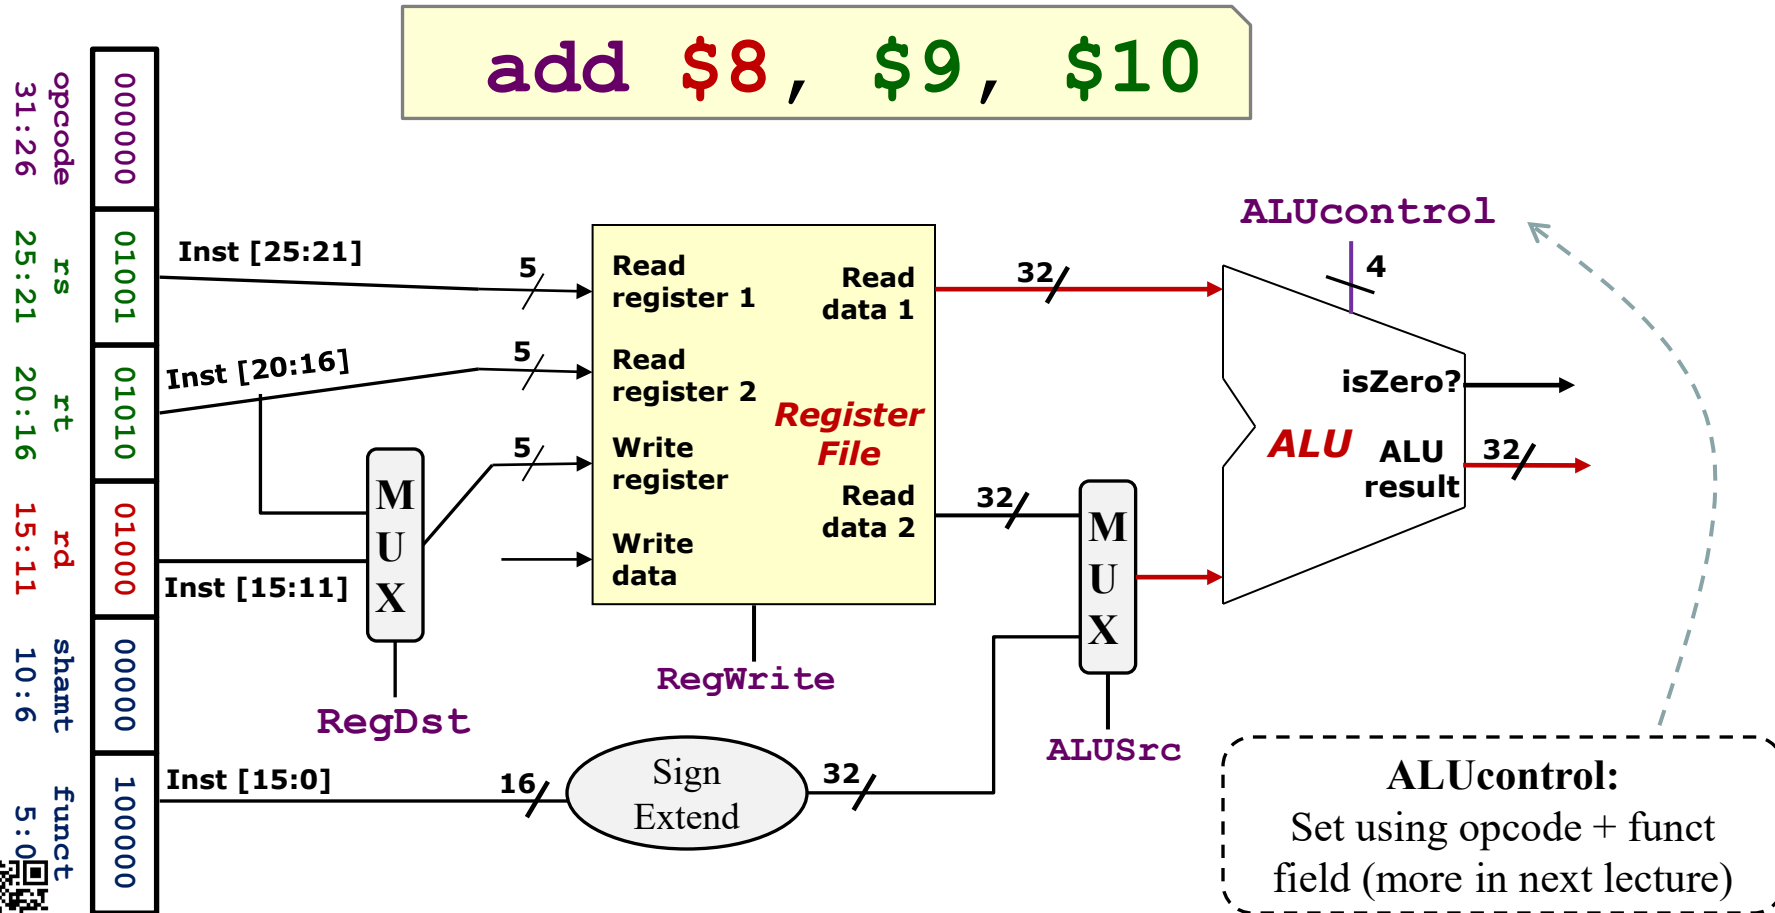 add $8, $9, $10
opcode
31:26
000000
rs
25:21
01001
rt
20:16
01010
rd
15:11
01000
shamt
10:6
00000
funct
5:0
100000
Inst [25:21]
5
Inst [20:16]
5
5
Inst [15:11]
M
U
X
RegDst
Read
register 1
Read
register 2
Write
register
Write
data
Read
data 1
Register
File
Read
data 2
RegWrite
32
32
Inst [15:0]
16
Sign
Extend
32
M
U
X
ALUSrc
ALUcontrol
4
isZero?
ALU
ALU
result
32
ALUcontrol:
Set using opcode + funct
field (more in next lecture)